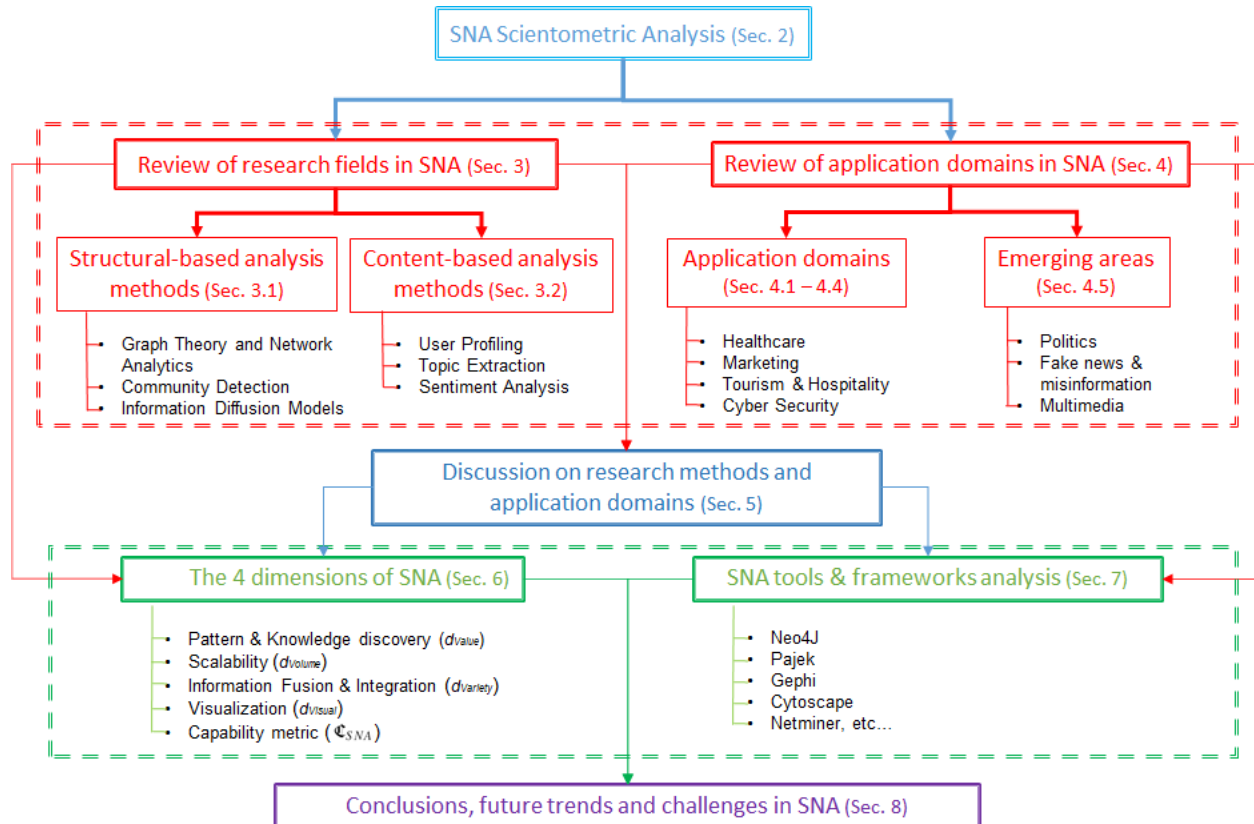 SNA Scientometric Analysis (Sec. 2)
Review of research fields in SNA (Sec. 3)
Review of application domains in SNA (Sec. 4)
Structural-based analysis
methods (Sec. 3.1)
Content-based analysis
methods (Sec. 3.2)
Application domains
(Sec. 4.1 – 4.4)
Emerging areas
(Sec. 4.5)
▪ Graph Theory and Network
Analytics
▪ Community Detection
▪ Information Diffusion Models
▪ User Profiling
▪ Topic Extraction
▪ Sentiment Analysis
▪ Healthcare
▪ Marketing
▪ Tourism & Hospitality
▪ Cyber Security
▪ Politics
▪ Fake news &
misinformation
▪ Multimedia
Discussion on research methods and
application domains (Sec. 5)
The 4 dimensions of SNA (Sec. 6)
SNA tools & frameworks analysis (Sec. 7)
▪ Pattern & Knowledge discovery (dValue)
▪ Scalability (dVolume)
▪ Information Fusion & Integration (dVariety)
▪ Visualization (dVisual)
▪ Capability metric (ℭSNA)
▪ Neo4J
▪ Pajek
▪ Gephi
▪ Cytoscape
▪ Netminer, etc...
Conclusions, future trends and challenges in SNA (Sec. 8)